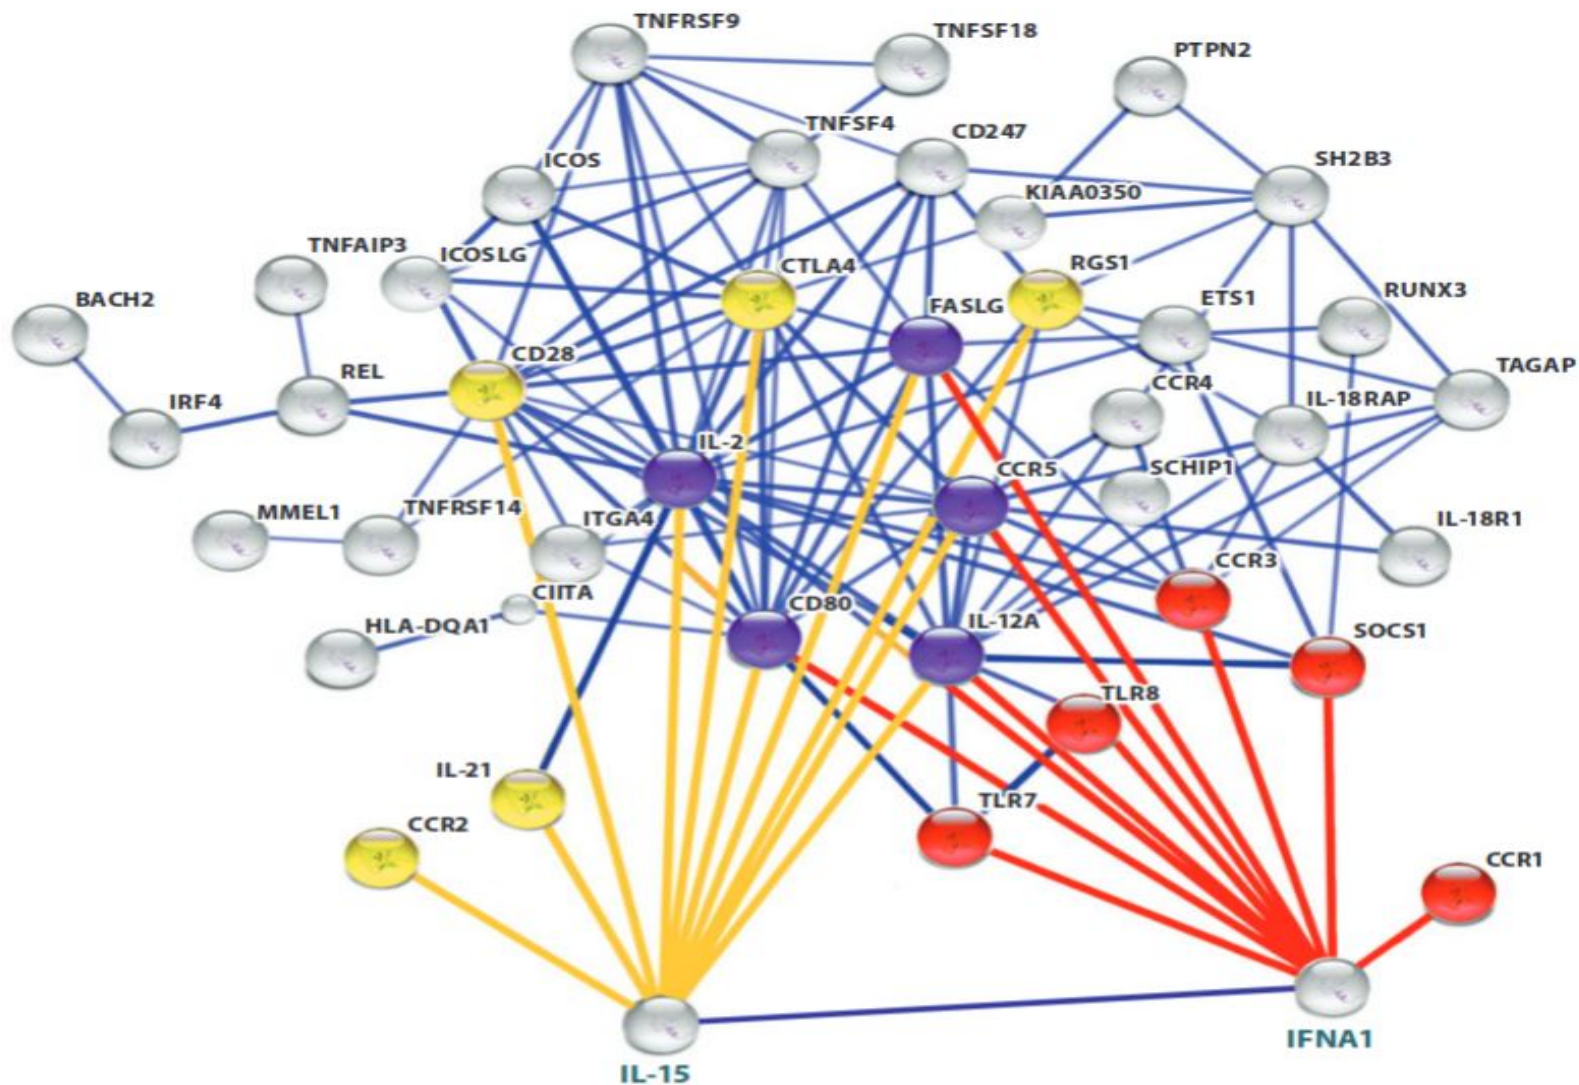 TNFRSF9
TNFSF18
PTPN2
TNFSF4
CD247
ICOS
SH2B3
KIAA0350
TNFAIP3
ICOSLG
CTLA4
RGS1
BACH2
FASLG
ETS1
RUNX3
CD28
REL
CCR4
TAGAP
IRF4
IL-18RAP
IL-2
CCR5
SCHIP1
MMEL1
TNFRSF14
ITGA4
IL-18R1
CCR3
CIITA
CD80
HLA-DQA1
IL-12A
SOCS1
TLR8
IL-21
TLR7
CCR2
CCR1
IFNA1
IL-15